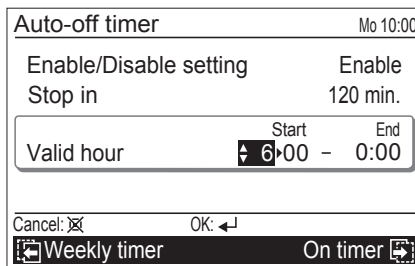 Auto-off timer Mo 10:00
Enable/Disable setting Enable
Stop in 120 min.
Start End
Valid hour 6:00 – 0:00
Cancel: OK:
Weekly timer On timer